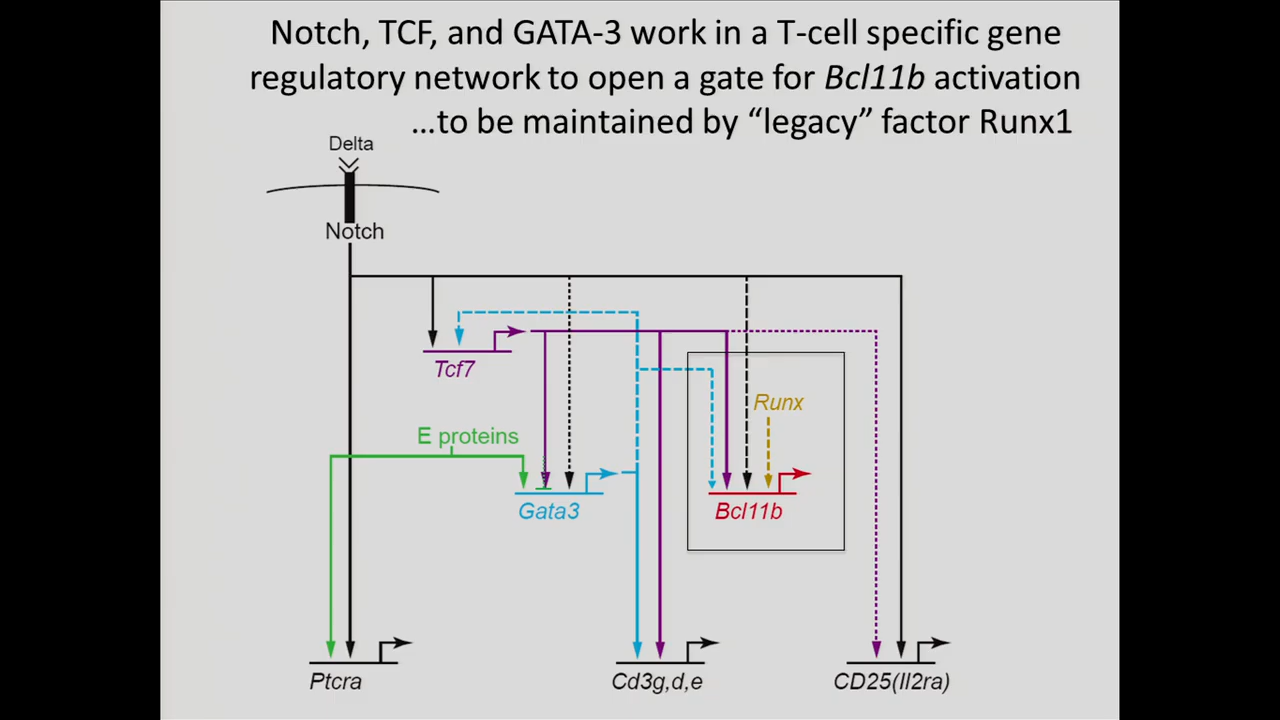 Notch, TCF, and GATA-3 work in a T-cell specific gene
regulatory network to open a gate for Bcl11b activation
…to be maintained by “legacy” factor Runx1
Delta
Notch
Tcf7
Runx
E proteins
Gata3
Bcl11b
Ptcra
Cd3g,d,e
CD25(Il2ra)